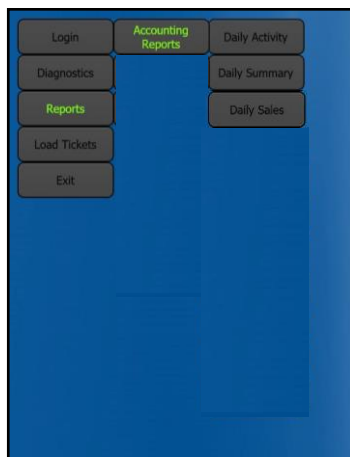 Login
Diagnostics
Reports
Load Tickets
Exit
Accounting
Reports
Daily Activity
Daily Summary
Daily Sales